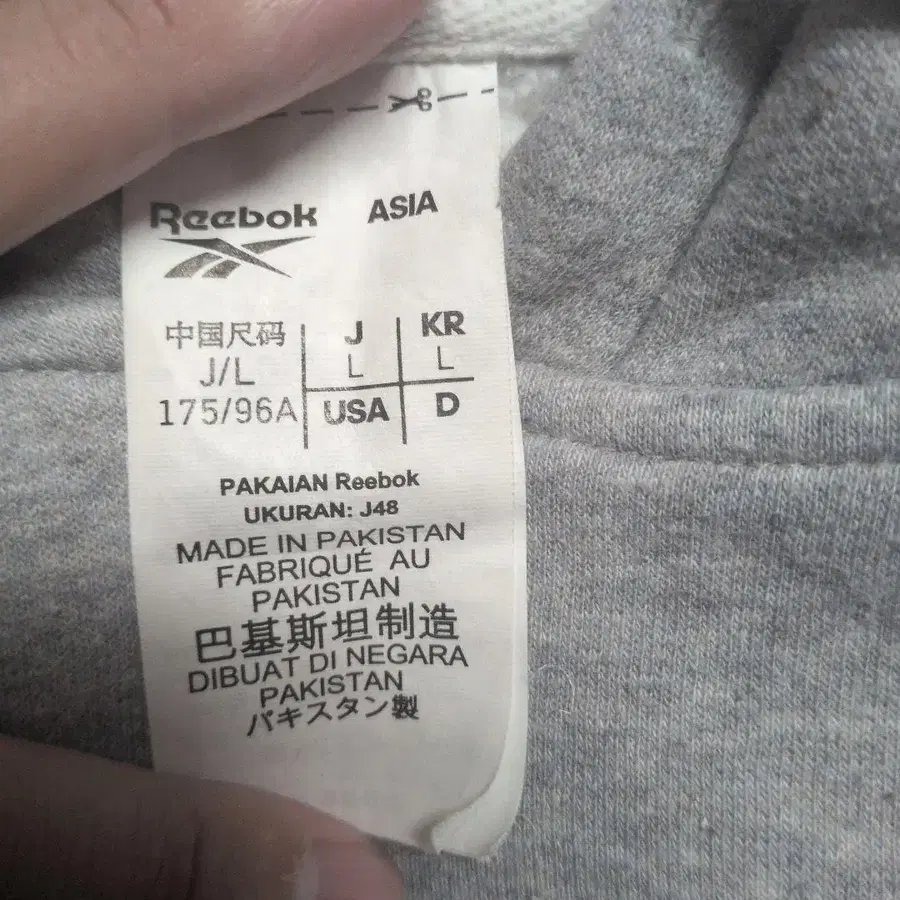 Reebok ASIA
中国尺码 J KR
J/L L L
175/96A USA D
PAKAIAN Reebok
UKURAN: J48
MADE IN PAKISTAN
FABRIQUÉ AU
PAKISTAN
巴基斯坦制造
DIBUAT DI NEGARA
PAKISTAN
パキスタン製